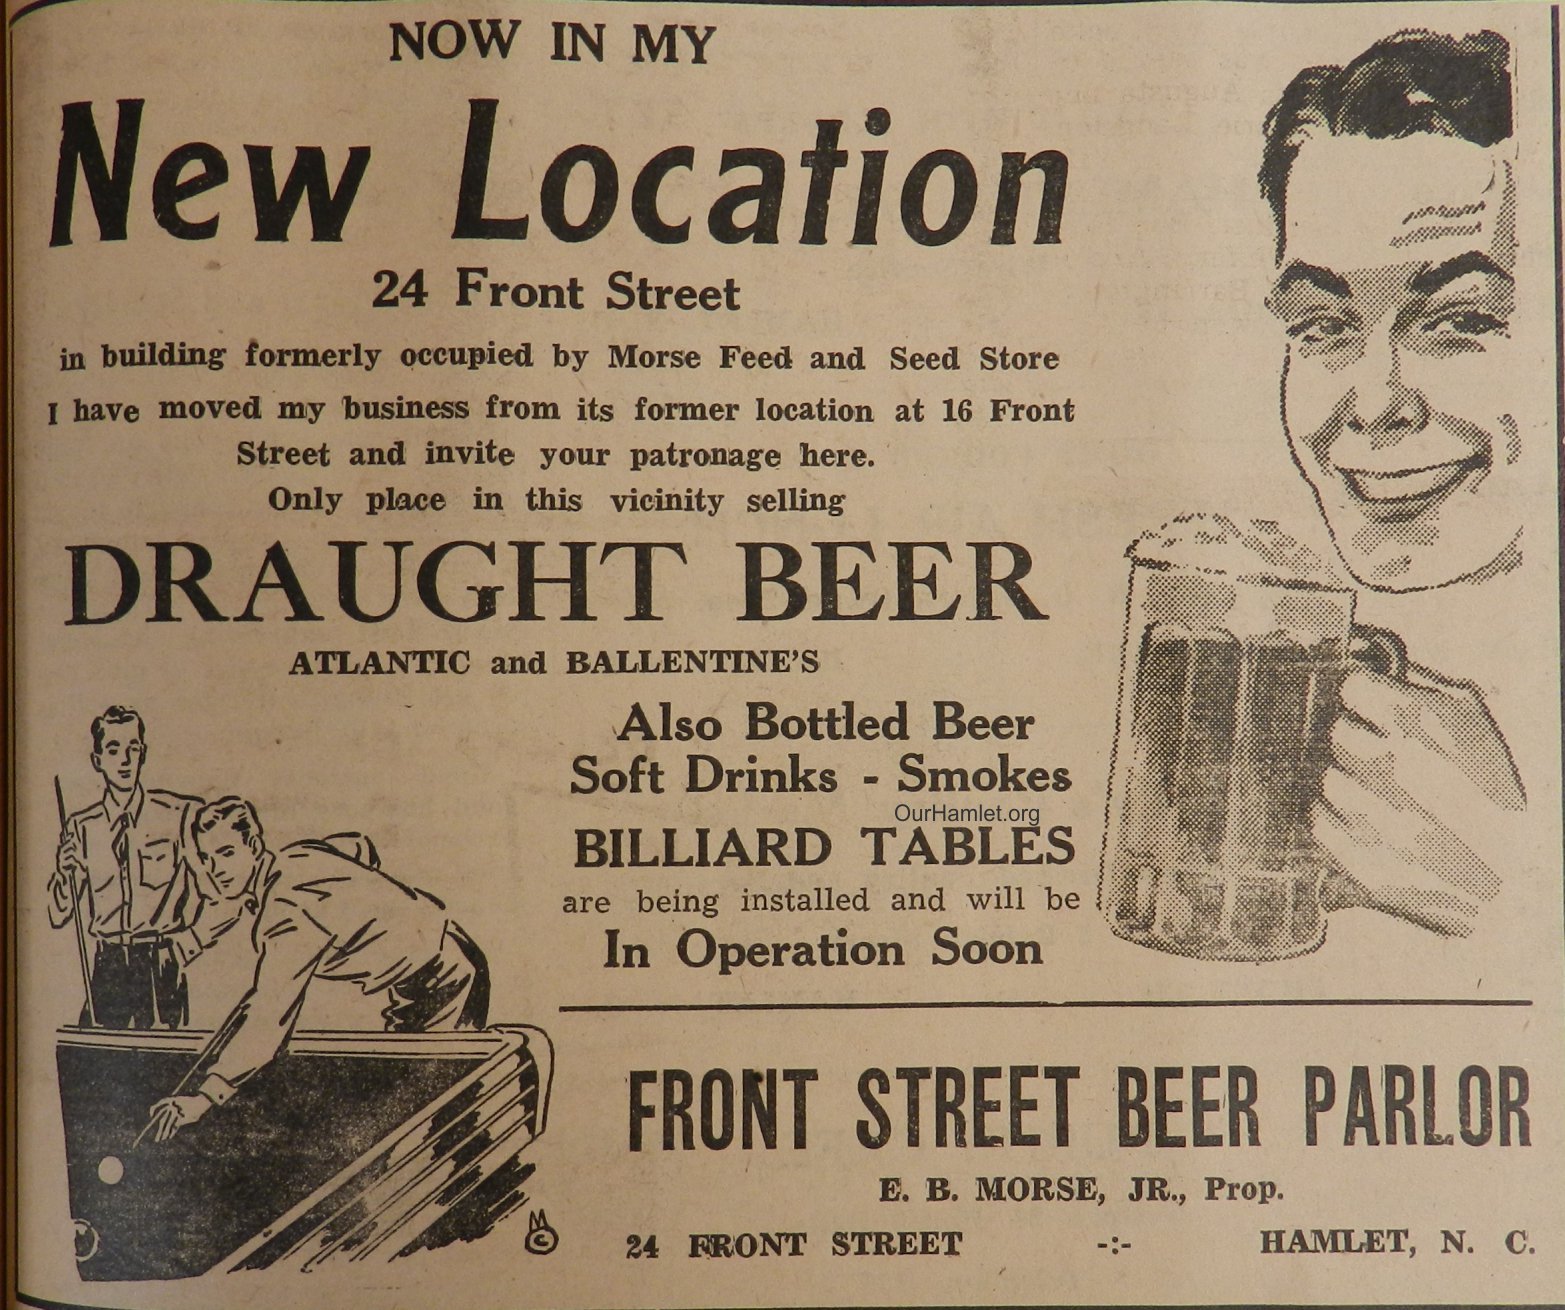 NOW IN MY
New Location
24 Front Street
in building formerly occupied by Morse Feed and Seed Store
I have moved my business from its former location at 16 Front
Street and invite your patronage here.
Only place in this vicinity selling
DRAUGHT BEER
ATLANTIC and BALLENTINE'S
Also Bottled Beer
Soft Drinks - Smokes
OurHamlet.org
BILLIARD TABLES
are being installed and will be
In Operation Soon
FRONT STREET BEER PARLOR
E. B. MORSE, JR., Prop.
24 FRONT STREET -:- HAMLET, N. C.
MC